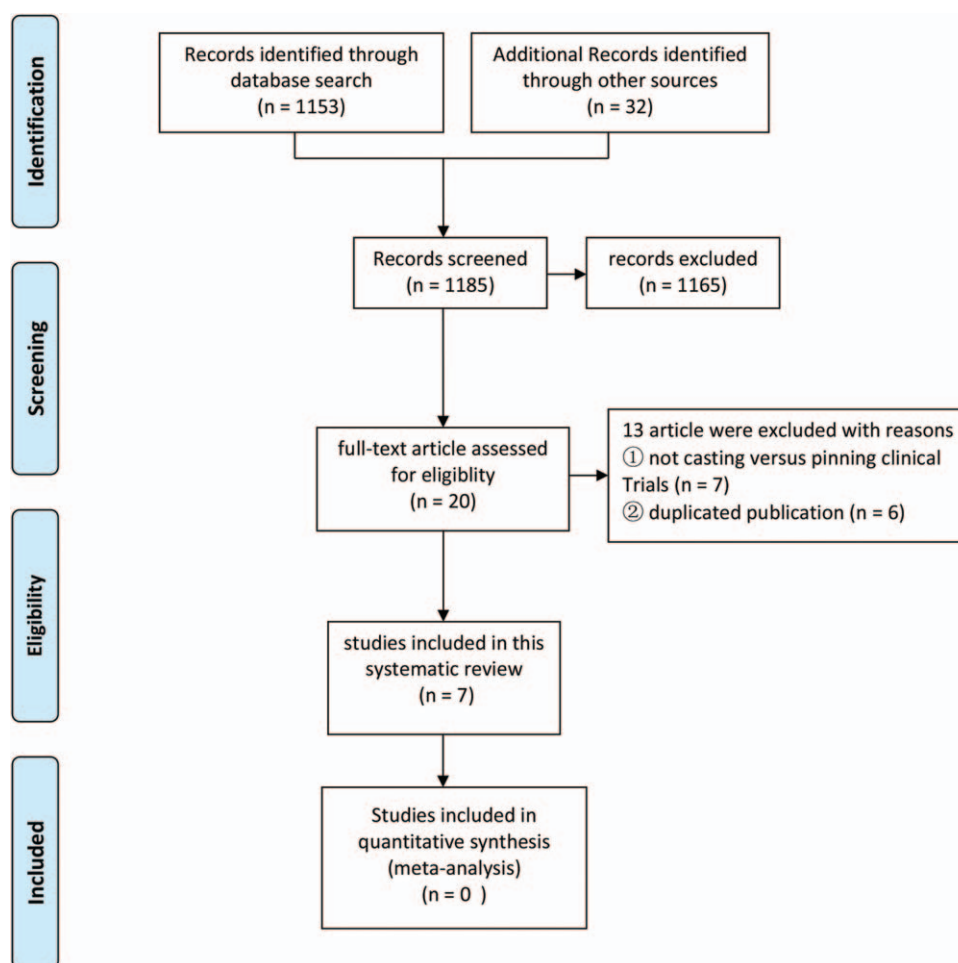 Identification
Records identified through
database search
(n = 1153)
Additional Records identified
through other sources
(n = 32)
Screening
Records screened
(n = 1185)
records excluded
(n = 1165)
full-text article assessed
for eligiblity
(n = 20)
13 article were excluded with reasons
① not casting versus pinning clinical
Trials (n = 7)
② duplicated publication (n = 6)
Eligibility
studies included in this
systematic review
(n = 7)
Included
Studies included in
quantitative synthesis
(meta-analysis)
(n = 0 )